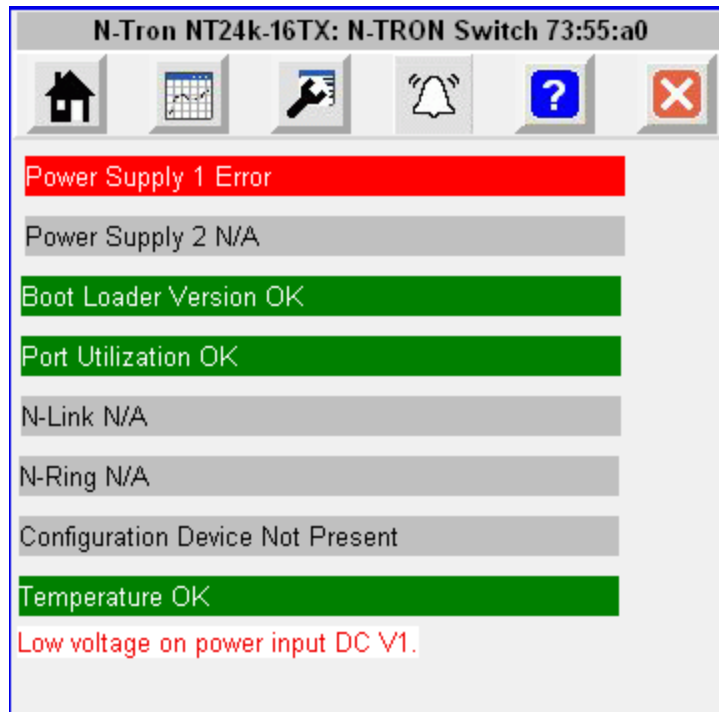 N-Tron NT24k-16TX: N-TRON Switch 73:55:a0
?
Power Supply 1 Error
Power Supply 2 N/A
Boot Loader Version OK
Port Utilization OK
N-Link N/A
N-Ring N/A
Configuration Device Not Present
Temperature OK
Low voltage on power input DC V1.